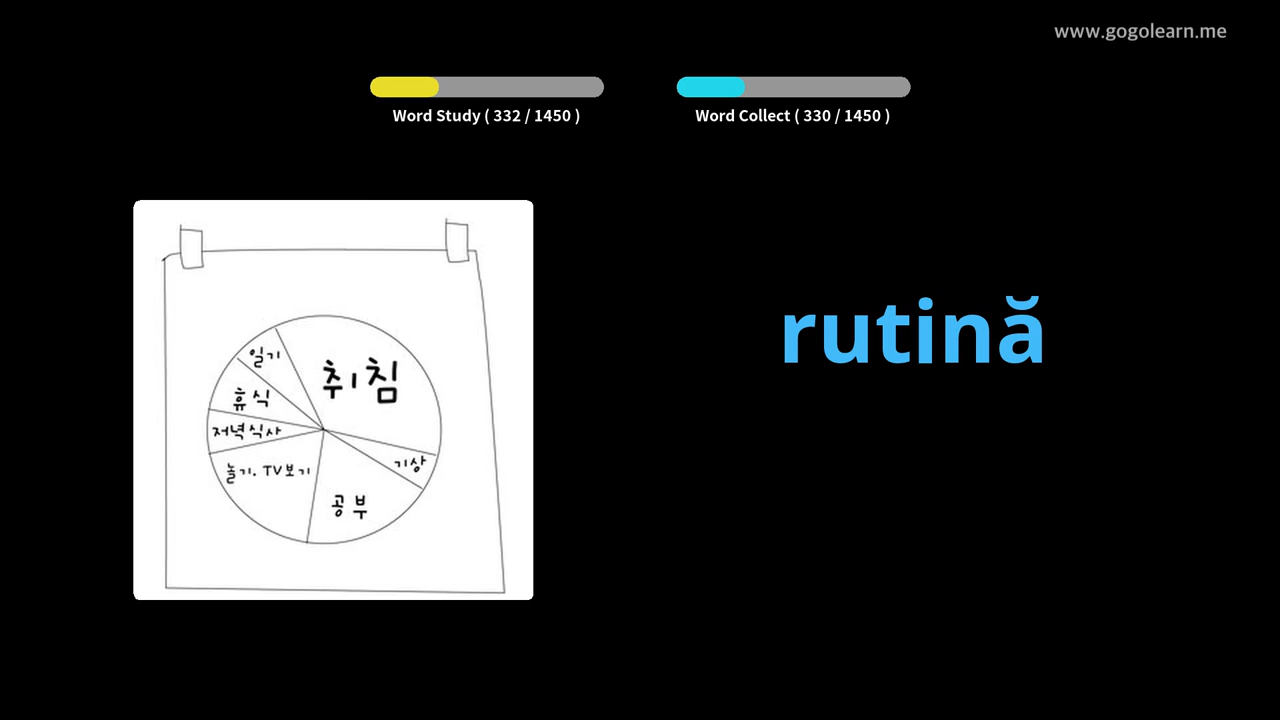 www.gogolearn.me
Word Study ( 332 / 1450 )
Word Collect ( 330 / 1450 )
일기
취침
휴식
저녁식사
기상
놀기. TV보기
공부
rutină